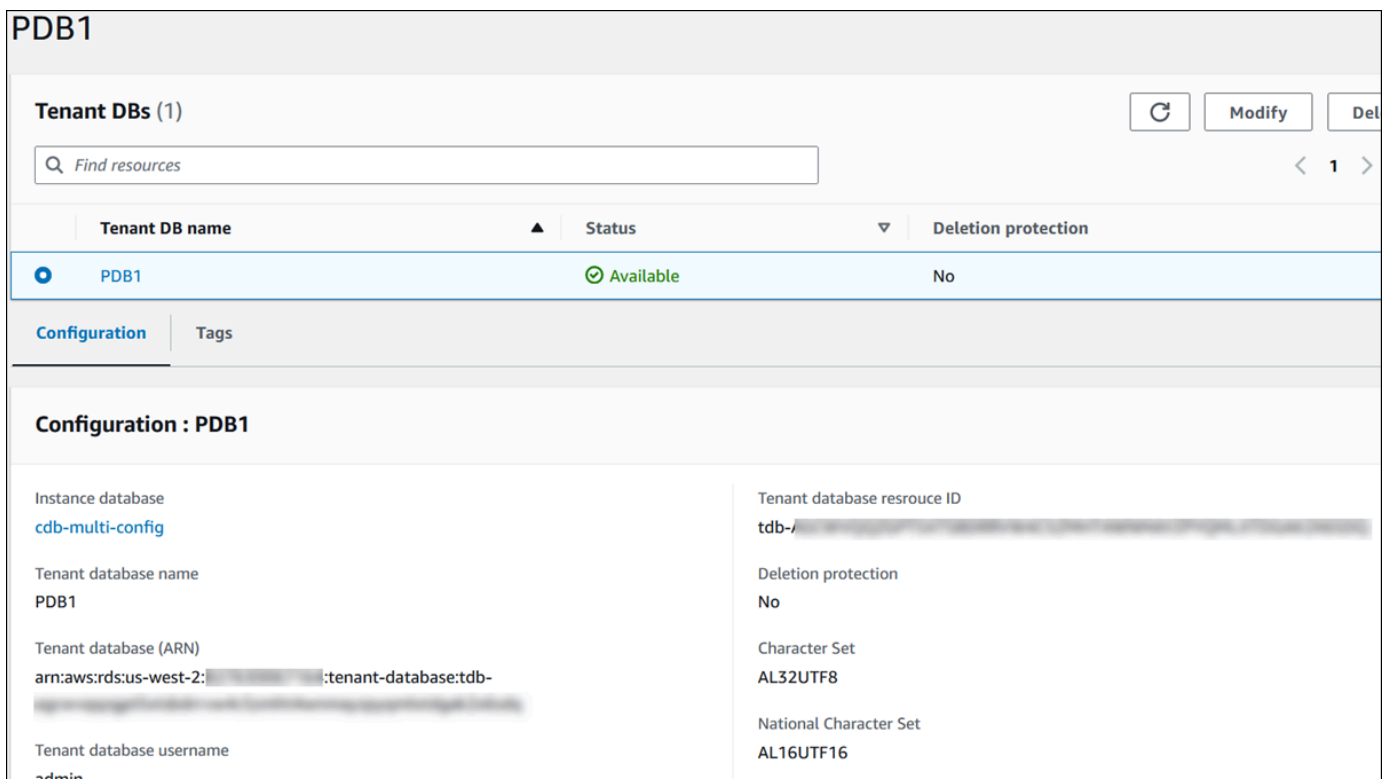 PDB1
Tenant DBs (1)
Modify
Del
Find resources
1
Tenant DB name
Status
Deletion protection
PDB1
Available
No
Configuration
Tags
Configuration : PDB1
Instance database
cdb-multi-config
Tenant database name
PDB1
Tenant database (ARN)
arn:aws:rds:us-west-2:
:tenant-database:tdb-
Tenant database username
admin
Tenant database resrouce ID
tdb-
Deletion protection
No
Character Set
AL32UTF8
National Character Set
AL16UTF16